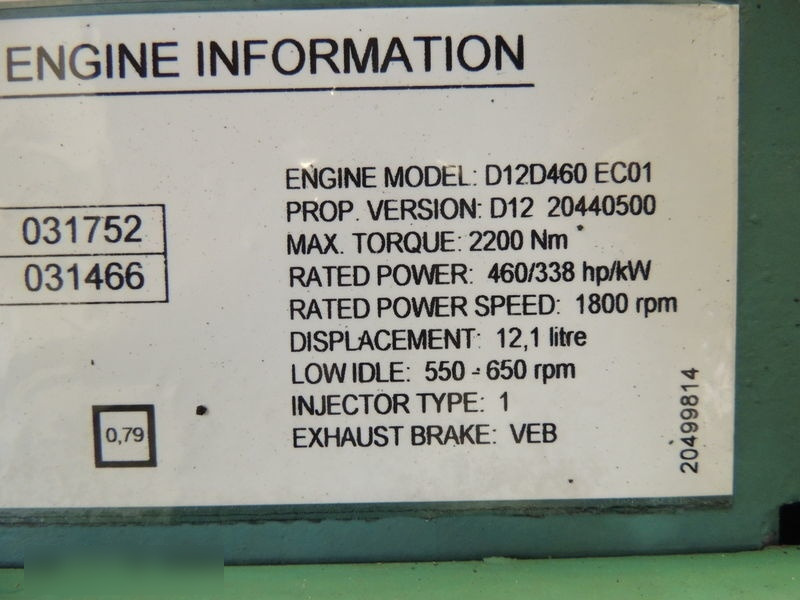 ENGINE INFORMATION
031752
031466
0,79
ENGINE MODEL: D12D460 EC01
PROP. VERSION: D12 20440500
MAX. TORQUE: 2200 Nm
RATED POWER: 460/338 hp/kW
RATED POWER SPEED: 1800 rpm
DISPLACEMENT: 12,1 litre
LOW IDLE: 550 - 650 rpm
INJECTOR TYPE: 1
EXHAUST BRAKE: VEB
20499814